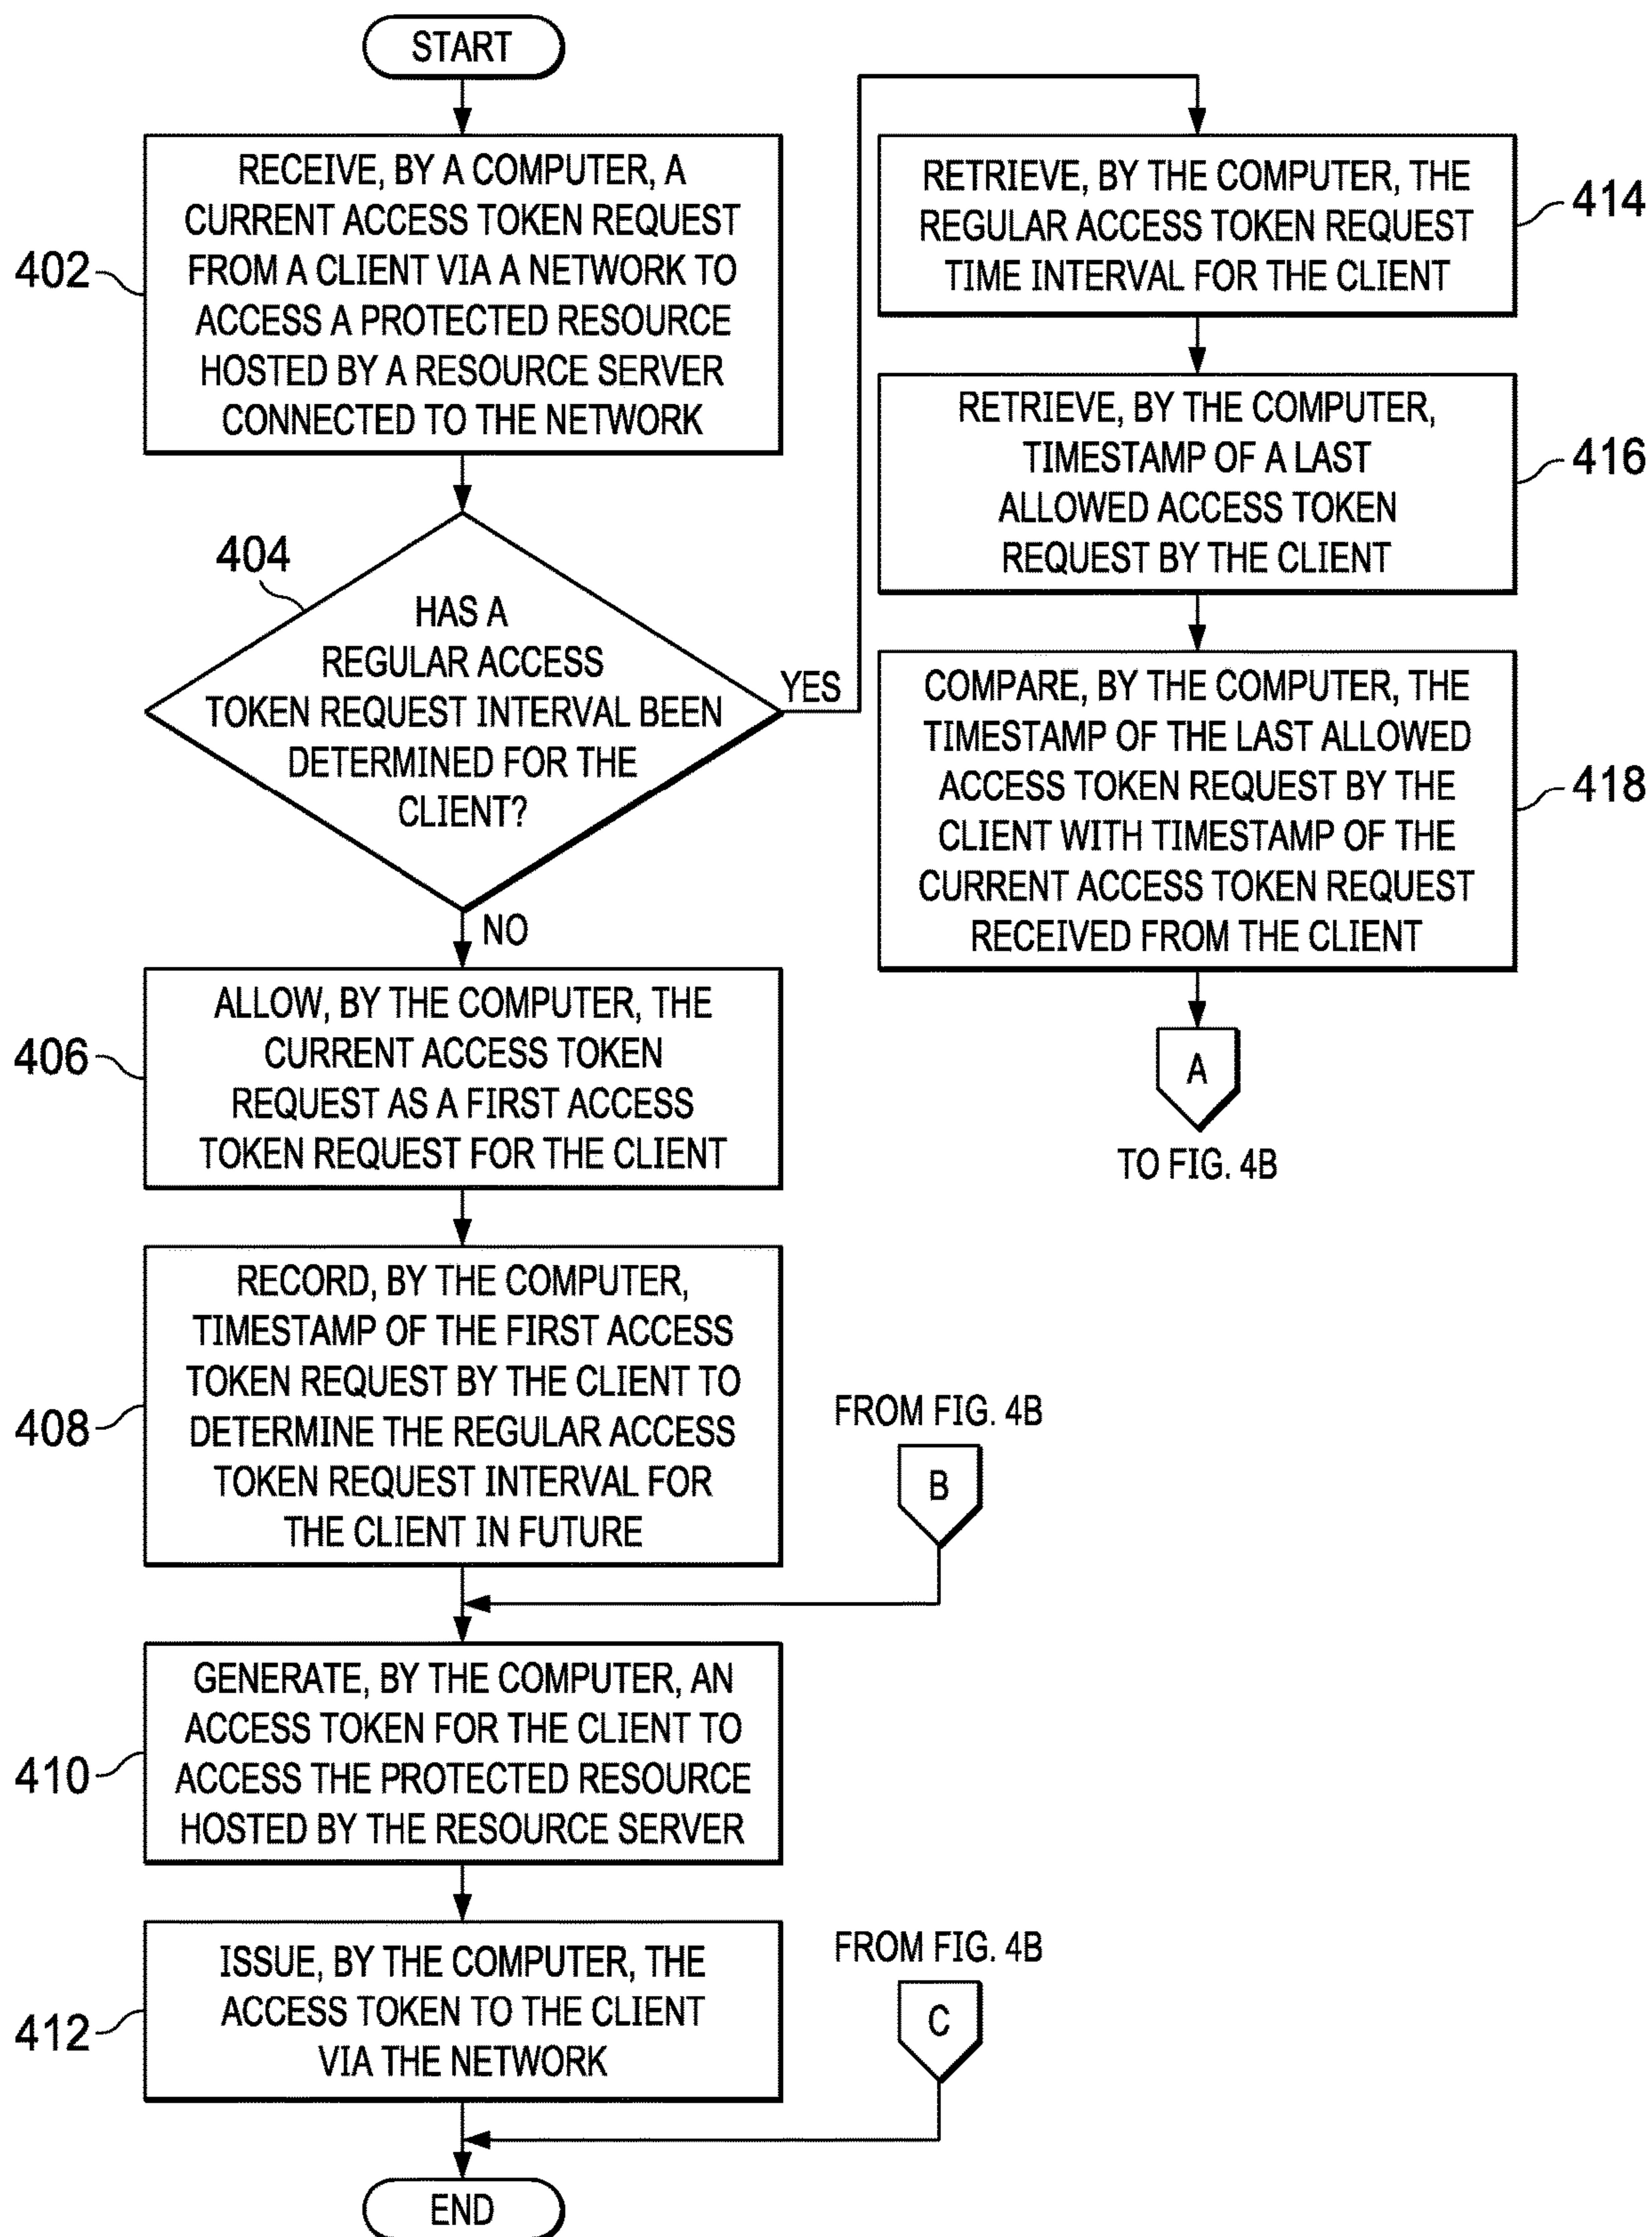 START
RECEIVE, BY A COMPUTER, A
CURRENT ACCESS TOKEN REQUEST
FROM A CLIENT VIA A NETWORK TO
ACCESS A PROTECTED RESOURCE
HOSTED BY A RESOURCE SERVER
CONNECTED TO THE NETWORK
402
404
HAS A
REGULAR ACCESS
TOKEN REQUEST INTERVAL BEEN
DETERMINED FOR THE
CLIENT?
YES
NO
ALLOW, BY THE COMPUTER, THE
CURRENT ACCESS TOKEN
REQUEST AS A FIRST ACCESS
TOKEN REQUEST FOR THE CLIENT
406
RECORD, BY THE COMPUTER,
TIMESTAMP OF THE FIRST ACCESS
TOKEN REQUEST BY THE CLIENT TO
DETERMINE THE REGULAR ACCESS
TOKEN REQUEST INTERVAL FOR
THE CLIENT IN FUTURE
408
FROM FIG. 4B
B
GENERATE, BY THE COMPUTER, AN
ACCESS TOKEN FOR THE CLIENT TO
ACCESS THE PROTECTED RESOURCE
HOSTED BY THE RESOURCE SERVER
410
ISSUE, BY THE COMPUTER, THE
ACCESS TOKEN TO THE CLIENT
VIA THE NETWORK
412
FROM FIG. 4B
C
END
RETRIEVE, BY THE COMPUTER, THE
REGULAR ACCESS TOKEN REQUEST
TIME INTERVAL FOR THE CLIENT
414
RETRIEVE, BY THE COMPUTER,
TIMESTAMP OF A LAST
ALLOWED ACCESS TOKEN
REQUEST BY THE CLIENT
416
COMPARE, BY THE COMPUTER, THE
TIMESTAMP OF THE LAST ALLOWED
ACCESS TOKEN REQUEST BY THE
CLIENT WITH TIMESTAMP OF THE
CURRENT ACCESS TOKEN REQUEST
RECEIVED FROM THE CLIENT
418
A
TO FIG. 4B